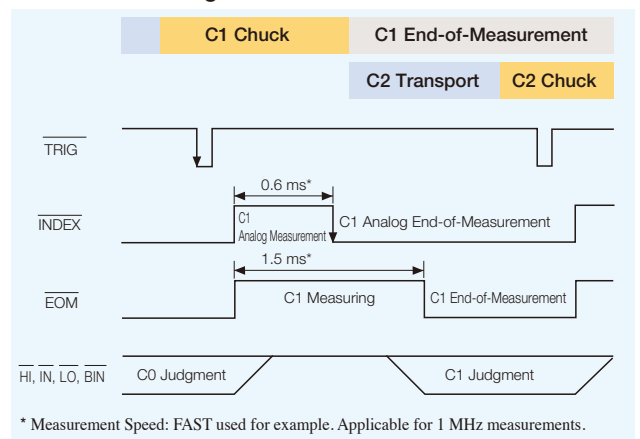 C1 Chuck
C1 End-of-Measurement
C2 Transport
C2 Chuck
TRIG
0.6 ms*
INDEX
C1
Analog Measurement
C1 Analog End-of-Measurement
1.5 ms*
EOM
C1 Measuring
C1 End-of-Measurement
HI, IN, LO, BIN
C0 Judgment
C1 Judgment
* Measurement Speed: FAST used for example. Applicable for 1 MHz measurements.